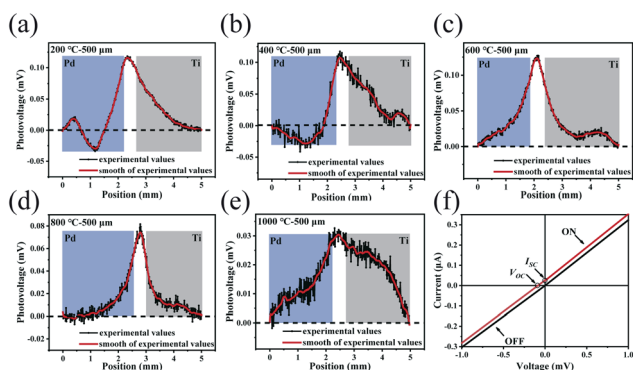 (a)
200 °C-500 μm
Pd
Ti
Photovoltage (mV)
0.10
0.05
0.00
-0.05
0 1 2 3 4 5
Position (mm)
experimental values
smooth of experimental values
(b)
400 °C-500 μm
Pd
Ti
Photovoltage (mV)
0.10
0.05
0.00
-0.05
0 1 2 3 4 5
Position (mm)
experimental values
smooth of experimental values
(c)
600 °C-500 μm
Pd
Ti
Photovoltage (mV)
0.10
0.05
0.00
0 1 2 3 4 5
Position (mm)
experimental values
smooth of experimental values
(d)
800 °C-500 μm
Pd
Ti
Photovoltage (mV)
0.08
0.06
0.04
0.02
0.00
-0.02
0 1 2 3 4 5
Position (mm)
experimental values
smooth of experimental values
(e)
1000 °C-500 μm
Pd
Ti
Photovoltage (mV)
0.03
0.02
0.01
0.00
0 1 2 3 4 5
Position (mm)
experimental values
smooth of experimental values
(f)
Current (μA)
0.3
0.2
0.1
0.0
-0.1
-0.2
-0.3
ON
ISC
VOC
OFF
-1.0 -0.5 0.0 0.5 1.0
Voltage (mV)